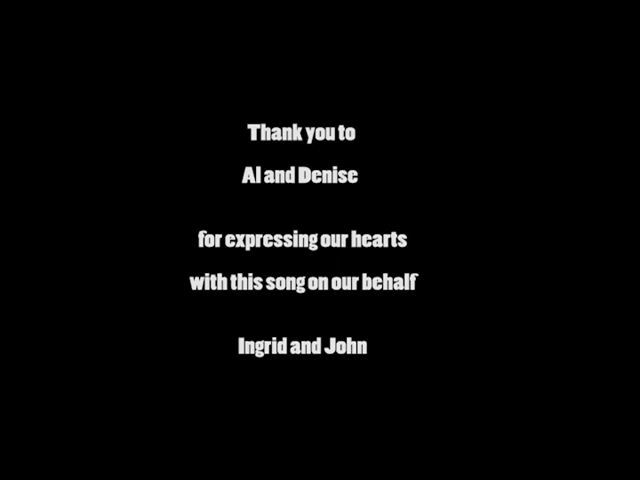 Thank you to
Al and Denise
for expressing our hearts
with this song on our behalf
Ingrid and John